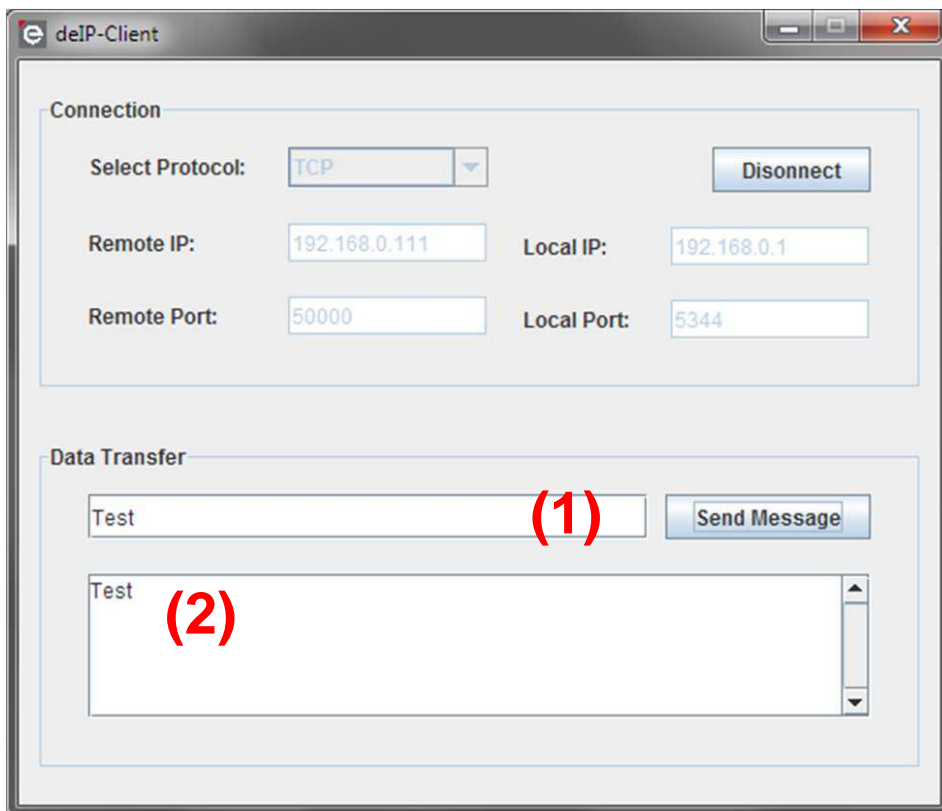 deIP-Client
Connection
Select Protocol: TCP Disonnect
Remote IP: 192.168.0.111 Local IP: 192.168.0.1
Remote Port: 50000 Local Port: 5344
Data Transfer
Test (1) Send Message
Test
(2)